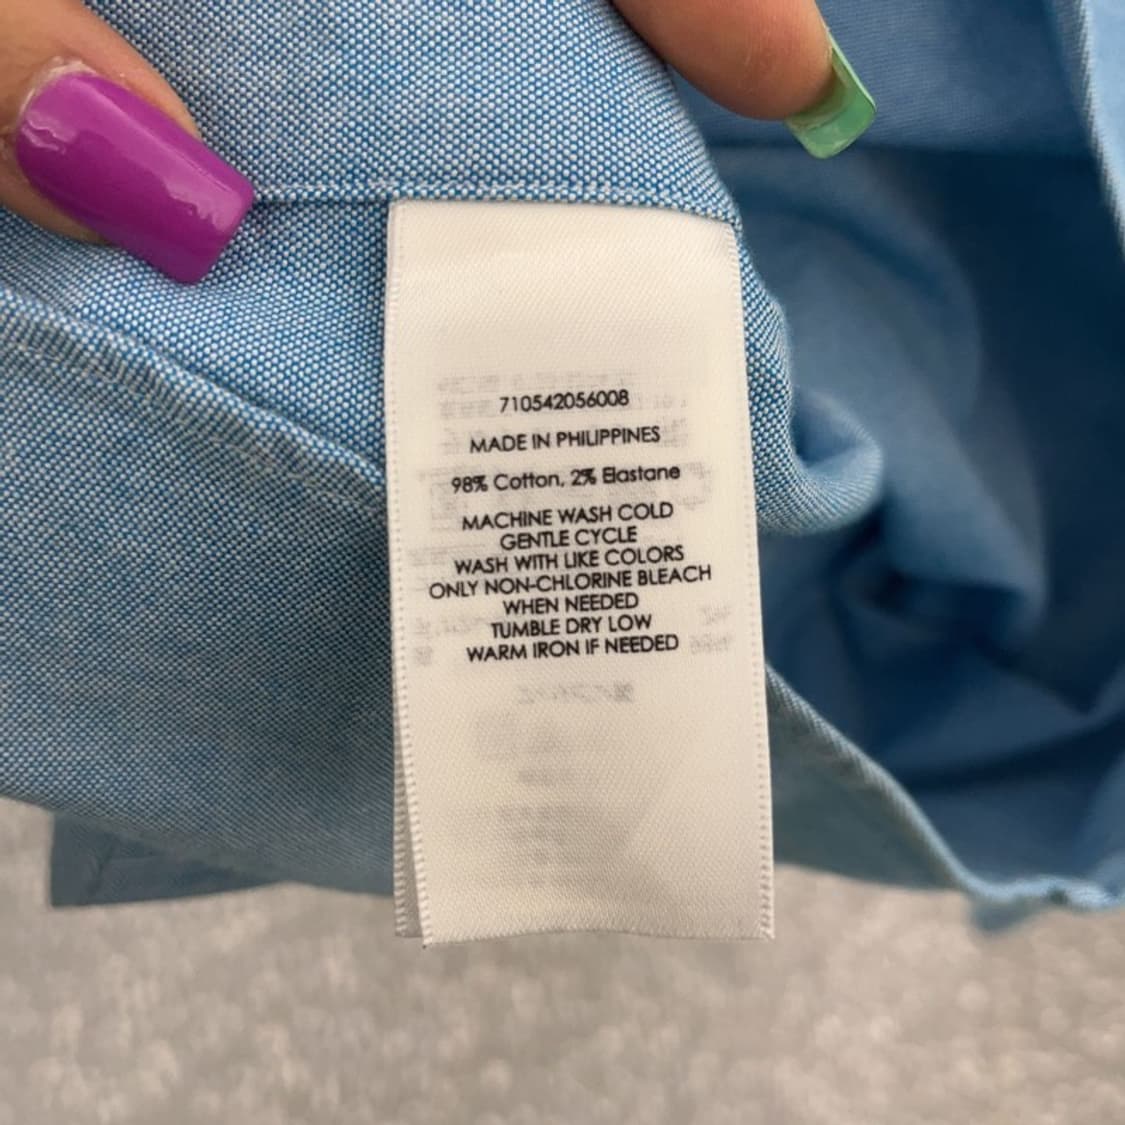 710542056008
MADE IN PHILIPPINES
98% Cotton, 2% Elastane
MACHINE WASH COLD
GENTLE CYCLE
WASH WITH LIKE COLORS
ONLY NON-CHLORINE BLEACH
WHEN NEEDED
TUMBLE DRY LOW
WARM IRON IF NEEDED